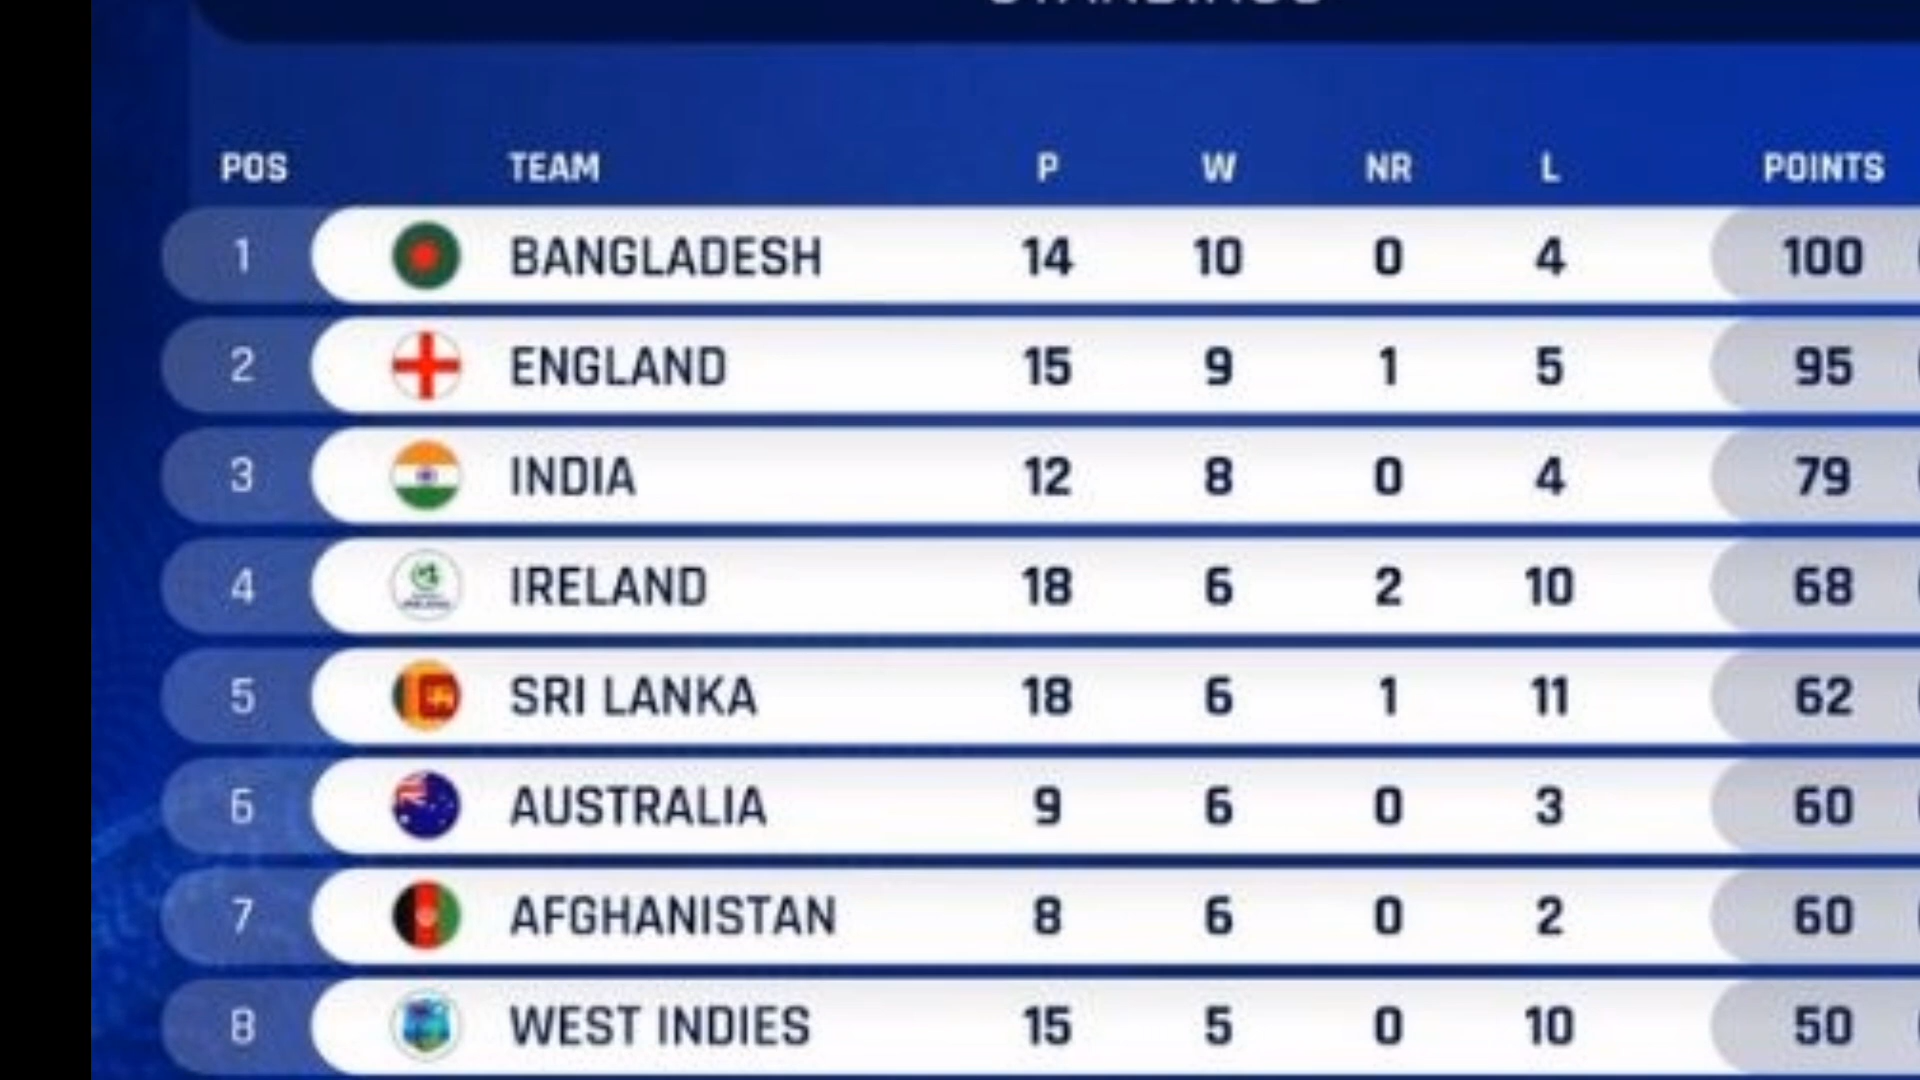 STANDINGS
POS TEAM P W NR L POINTS
1 BANGLADESH 14 10 0 4 100
2 ENGLAND 15 9 1 5 95
3 INDIA 12 8 0 4 79
4 IRELAND 18 6 2 10 68
5 SRI LANKA 18 6 1 11 62
6 AUSTRALIA 9 6 0 3 60
7 AFGHANISTAN 8 6 0 2 60
8 WEST INDIES 15 5 0 10 50